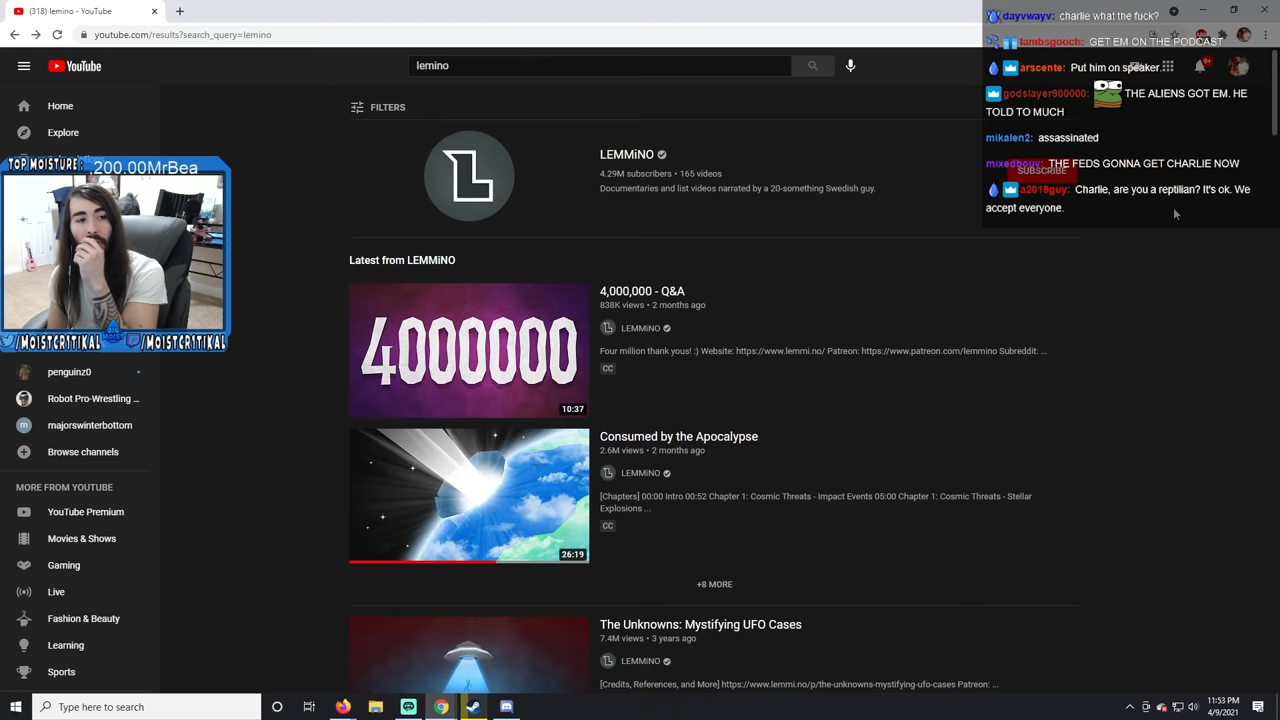 (318) lemino - YouTube
youtube.com/results?search_query=lemino
YouTube
lemino
FILTERS
Home
Explore
TOP MOISTURE: .200.00MrBea
/MOISTCR1TIKAL /MOISTCR1TIKAL
BIG MOIST
penguinz0
Robot Pro-Wrestling ...
majorswinterbottom
Browse channels
MORE FROM YOUTUBE
YouTube Premium
Movies & Shows
Gaming
Live
Fashion & Beauty
Learning
Sports
LEMMiNO
4.29M subscribers • 165 videos
Documentaries and list videos narrated by a 20-something Swedish guy.
SUBSCRIBE
Latest from LEMMiNO
4000000
10:37
4,000,000 - Q&A
838K views • 2 months ago
LEMMiNO
Four million thank yous! :) Website: https://www.lemmi.no/ Patreon: https://www.patreon.com/lemmino Subreddit: ...
CC
26:19
Consumed by the Apocalypse
2.6M views • 2 months ago
LEMMiNO
[Chapters] 00:00 Intro 00:52 Chapter 1: Cosmic Threats - Impact Events 05:00 Chapter 1: Cosmic Threats - Stellar
Explosions ...
CC
+8 MORE
The Unknowns: Mystifying UFO Cases
7.4M views • 3 years ago
LEMMiNO
[Credits, References, and More] https://www.lemmi.no/p/the-unknowns-mystifying-ufo-cases Patreon: ...
dayvwayv: charlie what the fuck?
lambsgooch: GET EM ON THE PODCAST
arscente: Put him on speaker.
9+
godslayer900000: THE ALIENS GOT EM. HE
TOLD TO MUCH
mikalen2: assassinated
mixedbouy: THE FEDS GONNA GET CHARLIE NOW
a2019guy: Charlie, are you a reptilian? It's ok. We
accept everyone.
Type here to search
11:53 PM
4/9/2021